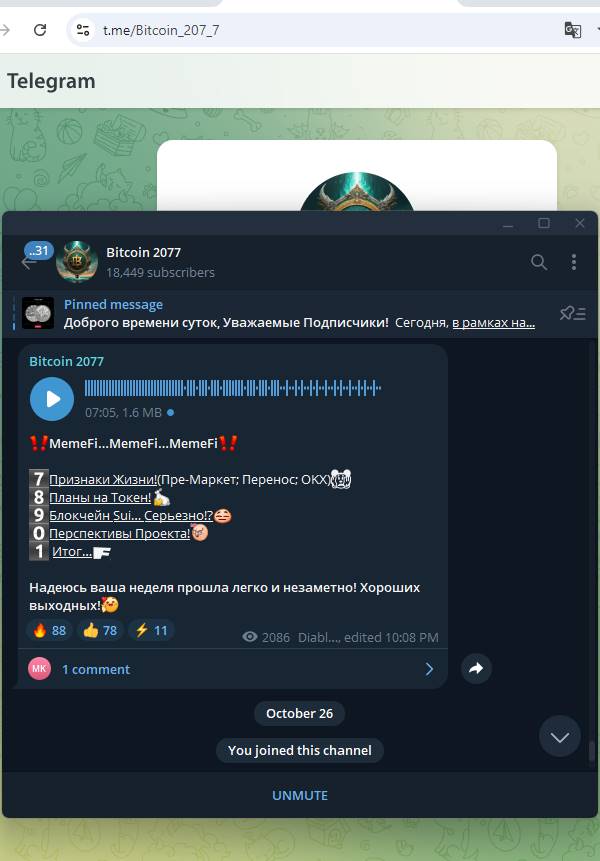 t.me/Bitcoin_207_7
Telegram
..31
Bitcoin 2077
18,449 subscribers
Pinned message
Доброго времени суток, Уважаемые Подписчики! Сегодня, в рамках на...
Bitcoin 2077
07:05, 1.6 MB
‼️MemeFi...MemeFi...MemeFi‼️
7 Признаки Жизни!(Пре-Маркет; Перенос; OKX)
8 Планы на Токен!
9 Блокчейн Sui... Серьезно!?
0 Перспективы Проекта!
1 Итог...
Надеюсь ваша неделя прошла легко и незаметно! Хороших
выходных!🥰
🔥 88 👍 78 ⚡ 11
2086 Diabl..., edited 10:08 PM
MK 1 comment
October 26
You joined this channel
UNMUTE